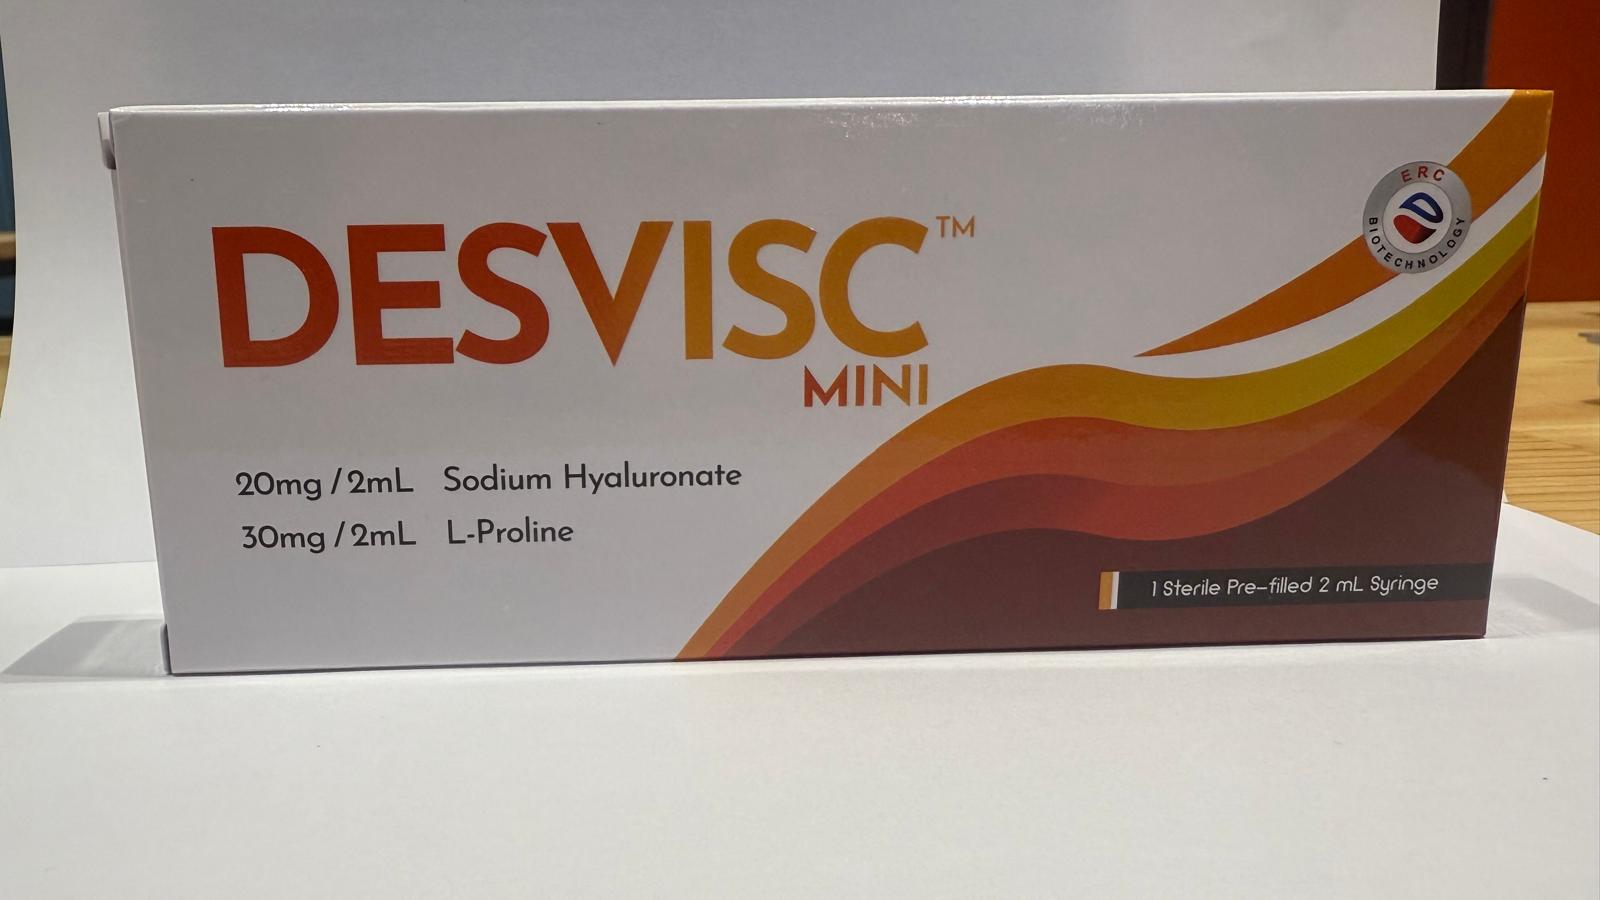 DESVISC™
MINI
20mg / 2mL Sodium Hyaluronate
30mg / 2mL L-Proline
ERC
BIOTECHNOLOGY
1 Sterile Pre-filled 2 mL Syringe